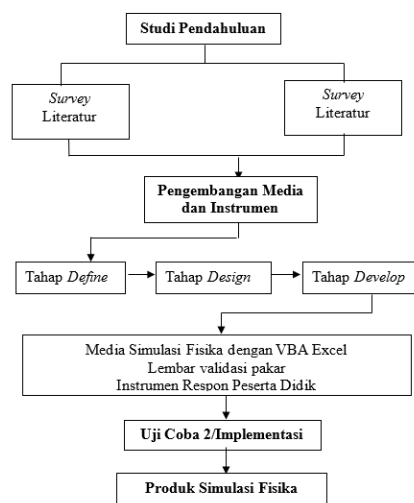 Studi Pendahuluan
Survey
Literatur
Survey
Literatur
Pengembangan Media
dan Instrumen
Tahap Define
Tahap Design
Tahap Develop
Media Simulasi Fisika dengan VBA Excel
Lembar validasi pakar
Instrumen Respon Peserta Didik
Uji Coba 2/Implementasi
Produk Simulasi Fisika